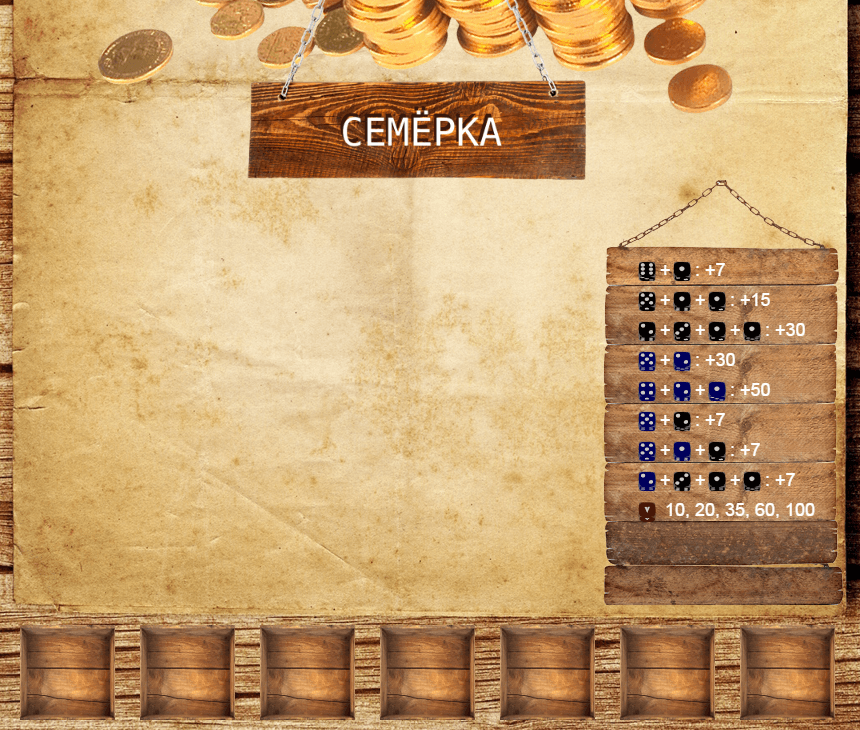 СЕМЁРКА
+ : +7
+ + : +15
+ + + : +30
+ : +30
+ + : +50
+ : +7
+ + : +7
+ + + : +7
10, 20, 35, 60, 100